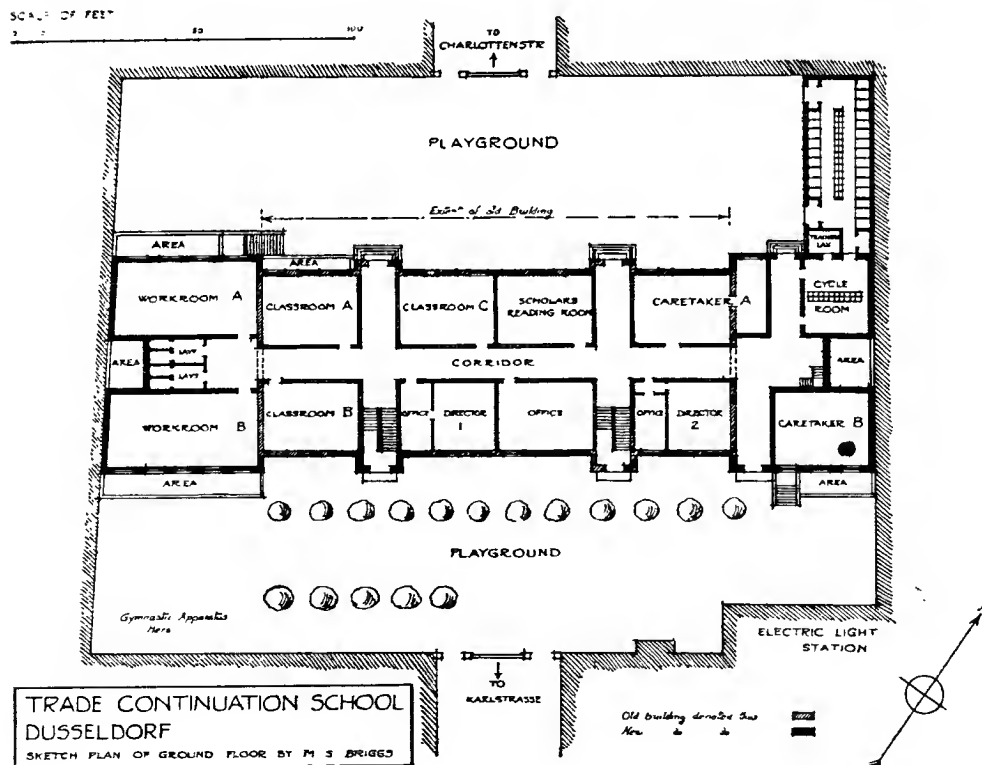 SCALE OF FEET
50 100
TO
CHARLOTTENSTR
PLAYGROUND
Extent of old Building
AREA
AREA
WORKROOM A
CLASSROOM A
CLASSROOM C
SCHOLARS
READING ROOM
CARETAKER A
TEACHERS
LAV
CYCLE
ROOM
AREA
LAVY
LAVY
CORRIDOR
AREA
WORKROOM B
CLASSROOM B
OFFICE
DIRECTOR
1
OFFICE
OFFICE
DIRECTOR
2
CARETAKER B
AREA
AREA
PLAYGROUND
Gymnastic Apparatus
Here
ELECTRIC LIGHT
STATION
TO
KARLSTRASSE
TRADE CONTINUATION SCHOOL
DUSSELDORF
SKETCH PLAN OF GROUND FLOOR BY M S BRIGGS
Old building denoted thus
New do do